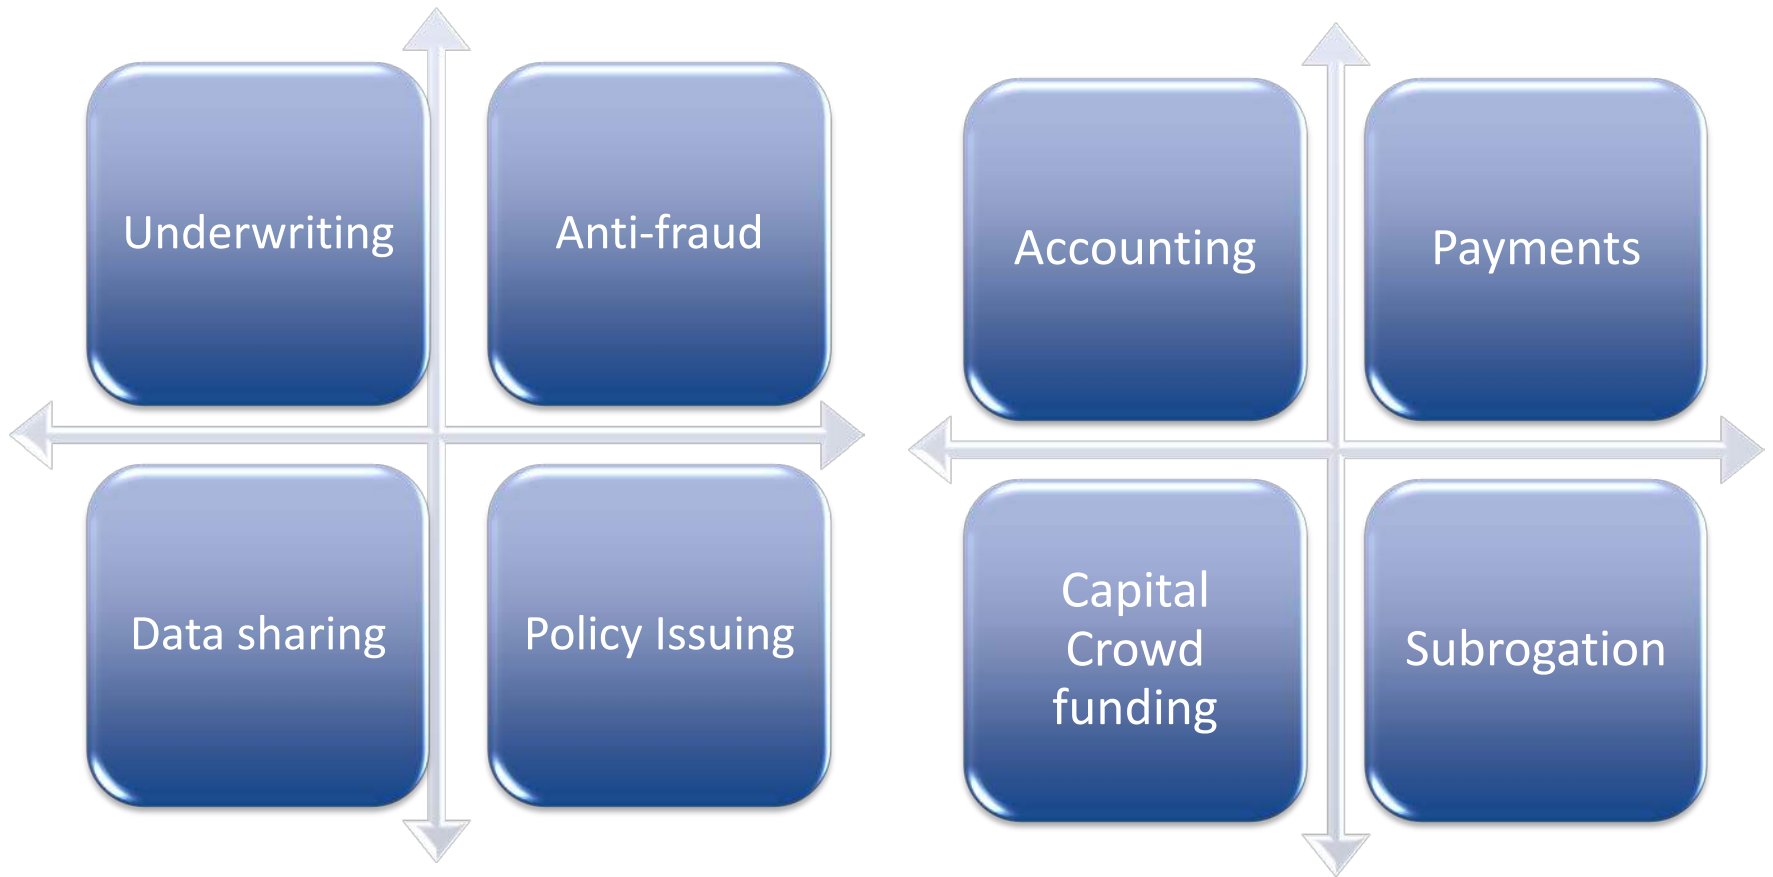 Underwriting
Anti-fraud
Data sharing
Policy Issuing
Accounting
Payments
Capital
Crowd
funding
Subrogation